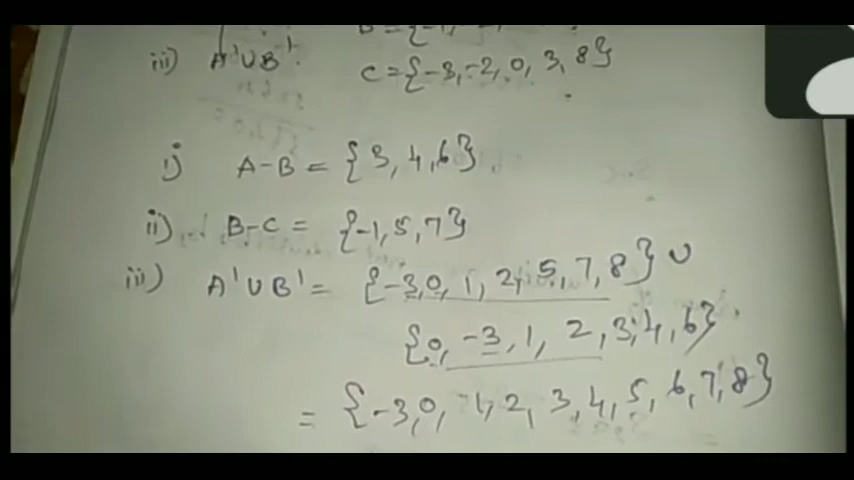 iii) A'UB'.
C={-3,-2,0,3,8}
i) A-B = {3,4,6}.
ii) B-C = {-1,5,7}
iii) A'UB' = {-3,0,1,2,5,7,8} U
{0,-3,1,2,3,4,6}
= {-3,0,1,2,3,4,5,6,7,8}